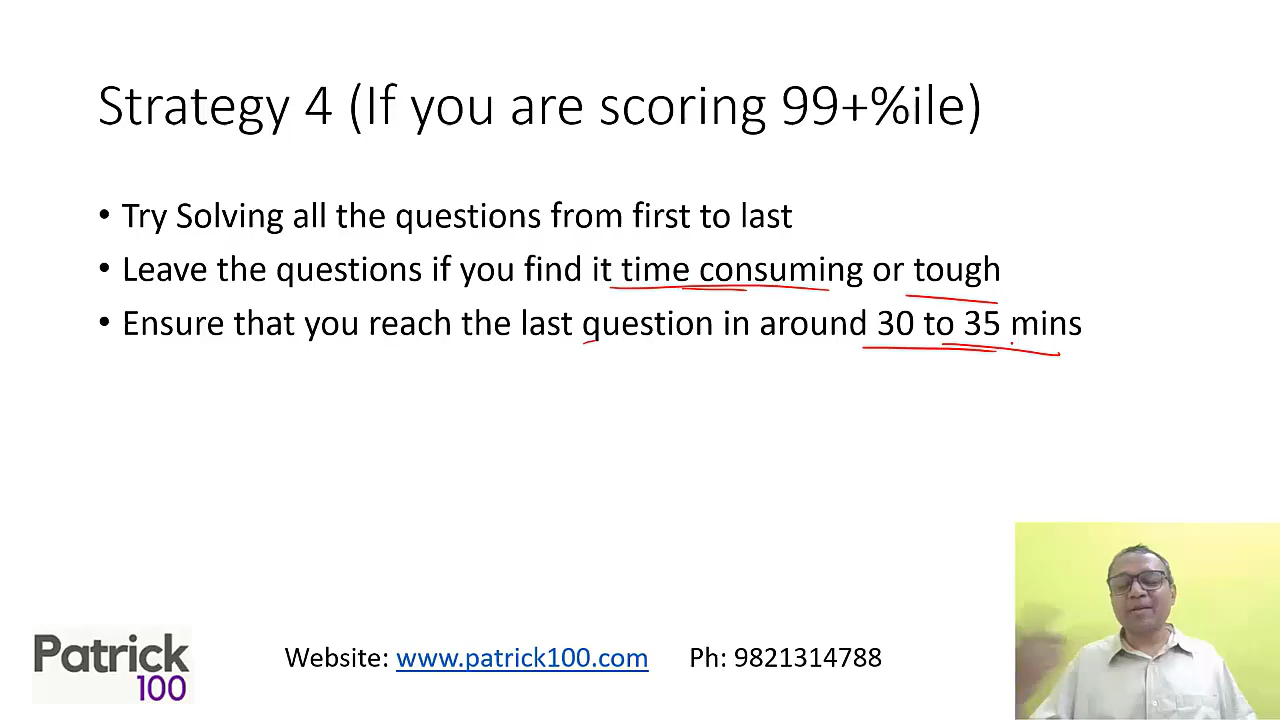 Strategy 4 (If you are scoring 99+%ile)
• Try Solving all the questions from first to last
• Leave the questions if you find it time consuming or tough
• Ensure that you reach the last question in around 30 to 35 mins
Patrick
100
Website: www.patrick100.com Ph: 9821314788